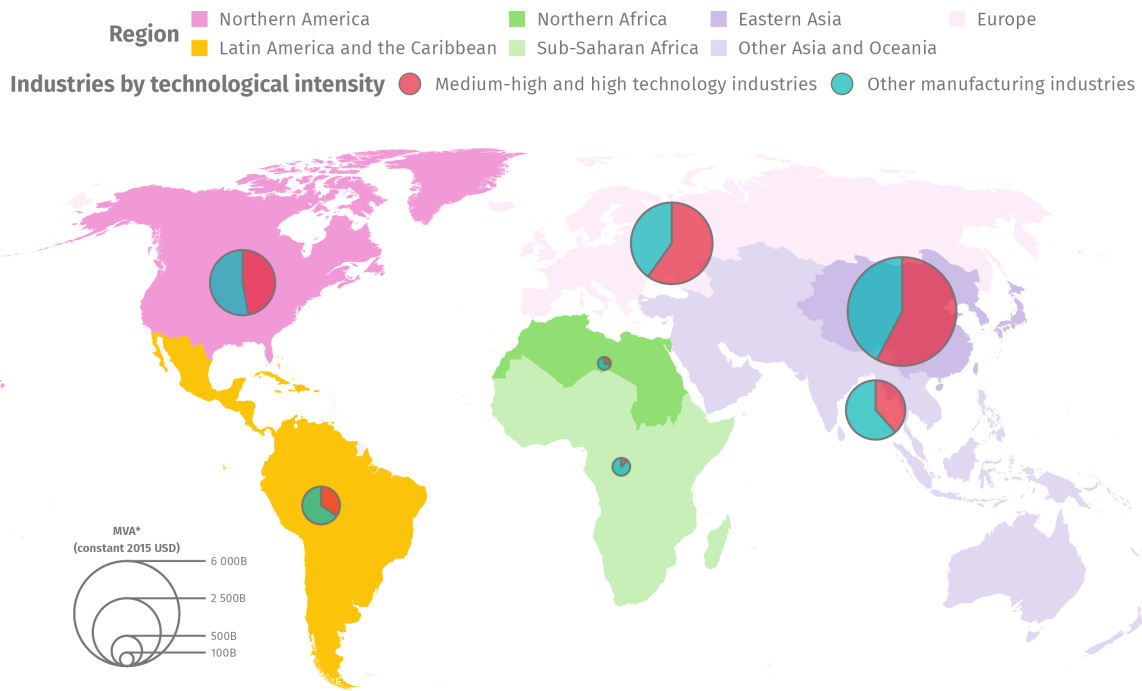 Region
Northern America
Northern Africa
Eastern Asia
Europe
Latin America and the Caribbean
Sub-Saharan Africa
Other Asia and Oceania
Industries by technological intensity
Medium-high and high technology industries
Other manufacturing industries
MVA*
(constant 2015 USD)
6 000B
2 500B
500B
100B